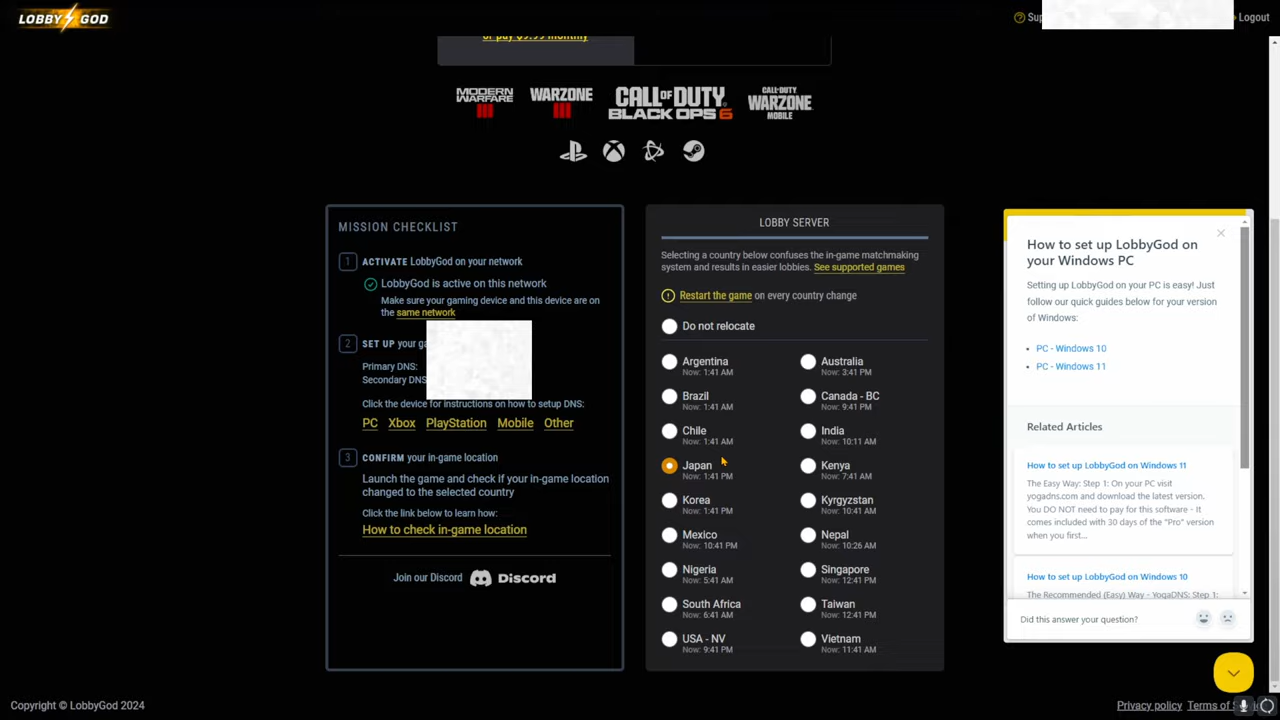 LOBBY GOD
Logout
or pay $9.99 monthly
MODERN WARFARE III
WARZONE III
CALL OF DUTY BLACK OPS 6
CALL OF DUTY WARZONE MOBILE
MISSION CHECKLIST
1 ACTIVATE LobbyGod on your network
LobbyGod is active on this network
Make sure your gaming device and this device are on
the same network
2 SET UP your ga
Primary DNS:
Secondary DNS
Click the device for instructions on how to setup DNS:
PC Xbox PlayStation Mobile Other
3 CONFIRM your in-game location
Launch the game and check if your in-game location
changed to the selected country
Click the link below to learn how:
How to check in-game location
Join our Discord Discord
LOBBY SERVER
Selecting a country below confuses the in-game matchmaking
system and results in easier lobbies. See supported games
Restart the game on every country change
Do not relocate
Argentina
Now: 1:41 AM
Australia
Now: 3:41 PM
Brazil
Now: 1:41 AM
Canada - BC
Now: 9:41 PM
Chile
Now: 1:41 AM
India
Now: 10:11 AM
Japan
Now: 1:41 PM
Kenya
Now: 7:41 AM
Korea
Now: 1:41 PM
Kyrgyzstan
Now: 10:41 AM
Mexico
Now: 10:41 PM
Nepal
Now: 10:26 AM
Nigeria
Now: 5:41 AM
Singapore
Now: 12:41 PM
South Africa
Now: 6:41 AM
Taiwan
Now: 12:41 PM
USA - NV
Now: 9:41 PM
Vietnam
Now: 11:41 AM
How to set up LobbyGod on
your Windows PC
Setting up LobbyGod on your PC is easy! Just
follow our quick guides below for your version
of Windows:
• PC - Windows 10
• PC - Windows 11
Related Articles
How to set up LobbyGod on Windows 11
The Easy Way: Step 1: On your PC visit
yogadns.com and download the latest version.
You DO NOT need to pay for this software - It
comes included with 30 days of the "Pro" version
when you first...
How to set up LobbyGod on Windows 10
The Recommended (Easy) Way - YogaDNS: Step 1:
Did this answer your question?
Copyright © LobbyGod 2024
Privacy policy Terms of